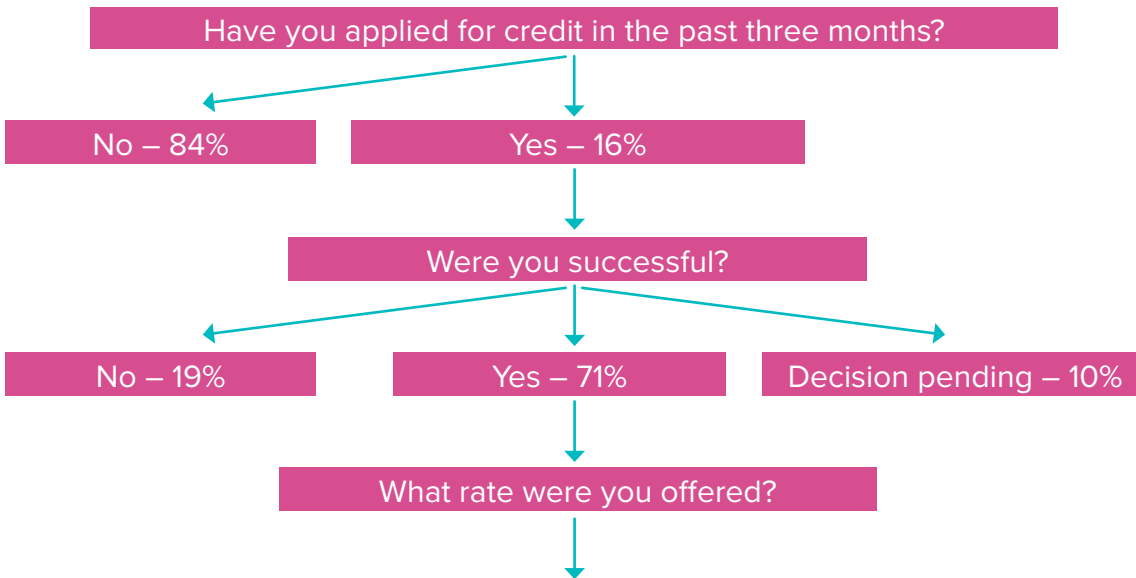 Have you applied for credit in the past three months?
No – 84%
Yes – 16%
Were you successful?
No – 19%
Yes – 71%
Decision pending – 10%
What rate were you offered?